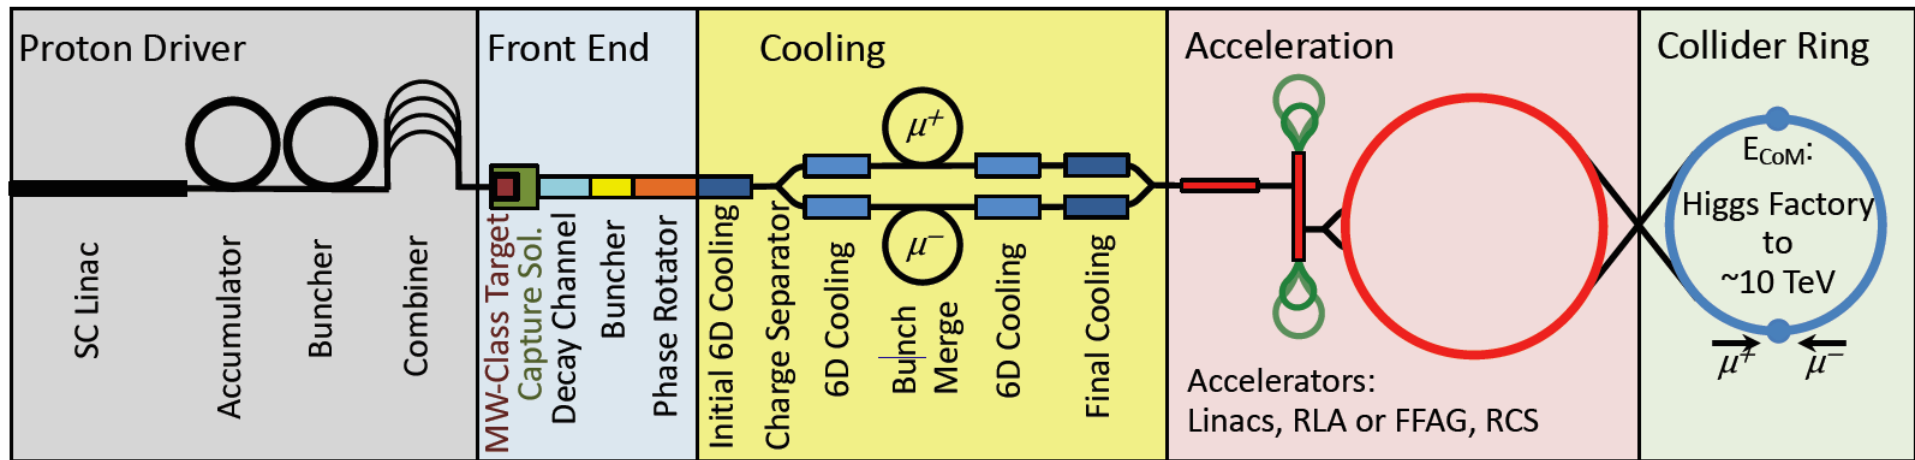 Proton Driver
SC Linac
Accumulator
Buncher
Combiner
Front End
MW-Class Target
Capture Sol.
Decay Channel
Buncher
Phase Rotator
Cooling
μ+
μ−
Initial 6D Cooling
Charge Separator
6D Cooling
Bunch
Merge
6D Cooling
Final Cooling
Acceleration
Accelerators:
Linacs, RLA or FFAG, RCS
Collider Ring
ECoM:
Higgs Factory
to
~10 TeV
μ+ μ−